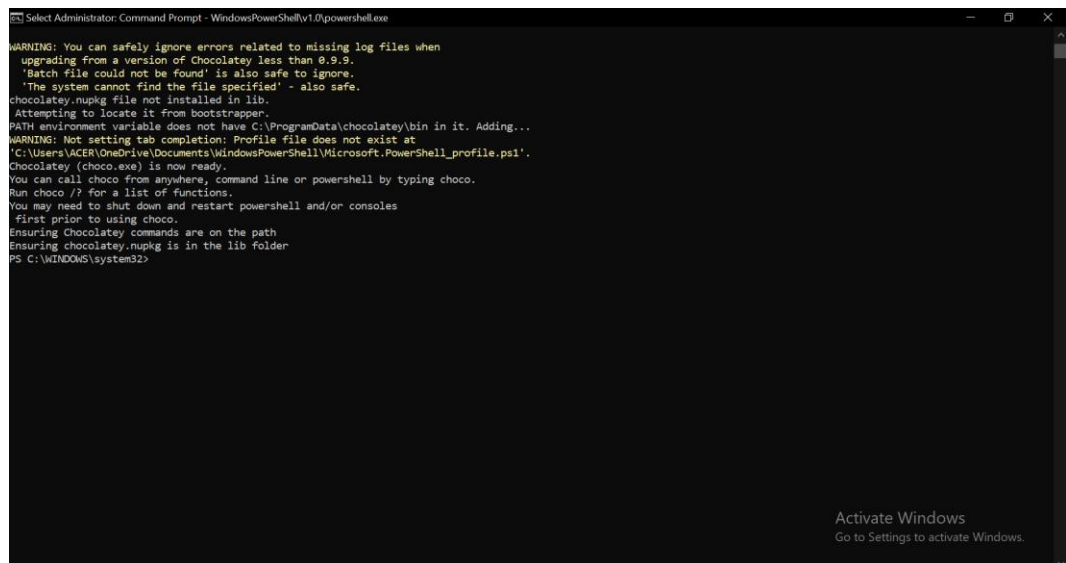 Select Administrator: Command Prompt - WindowsPowerShell\v1.0\powershell.exe
WARNING: You can safely ignore errors related to missing log files when
upgrading from a version of Chocolatey less than 0.9.9.
'Batch file could not be found' is also safe to ignore.
'The system cannot find the file specified' - also safe.
chocolatey.nupkg file not installed in lib.
Attempting to locate it from bootstrapper.
PATH environment variable does not have C:\ProgramData\chocolatey\bin in it. Adding...
WARNING: Not setting tab completion: Profile file does not exist at
'C:\Users\ACER\OneDrive\Documents\WindowsPowerShell\Microsoft.PowerShell_profile.ps1'.
Chocolatey (choco.exe) is now ready.
You can call choco from anywhere, command line or powershell by typing choco.
Run choco /? for a list of functions.
You may need to shut down and restart powershell and/or consoles
first prior to using choco.
Ensuring Chocolatey commands are on the path
Ensuring chocolatey.nupkg is in the lib folder
PS C:\WINDOWS\system32>
Activate Windows
Go to Settings to activate Windows.